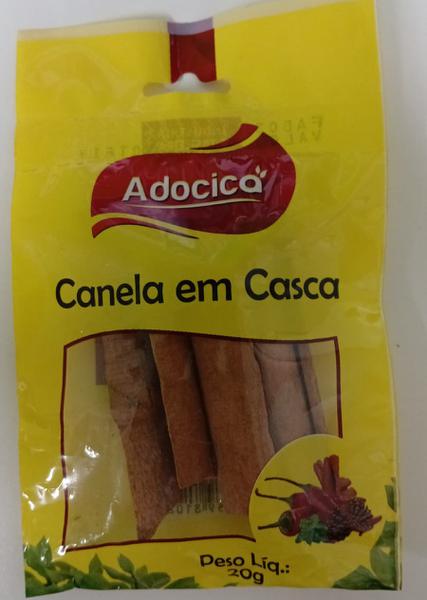 Adocica
Canela em Casca
Peso Líq.:
20g